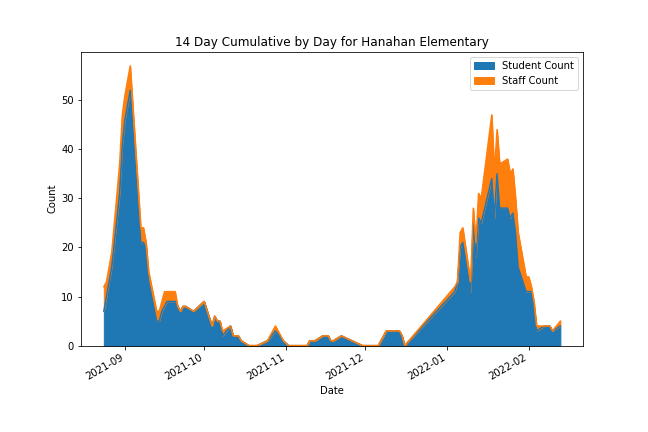 14 Day Cumulative by Day for Hanahan Elementary
Student Count
Staff Count
Count
50
40
30
20
10
0
2021-09
2021-10
2021-11
2021-12
2022-01
2022-02
Date